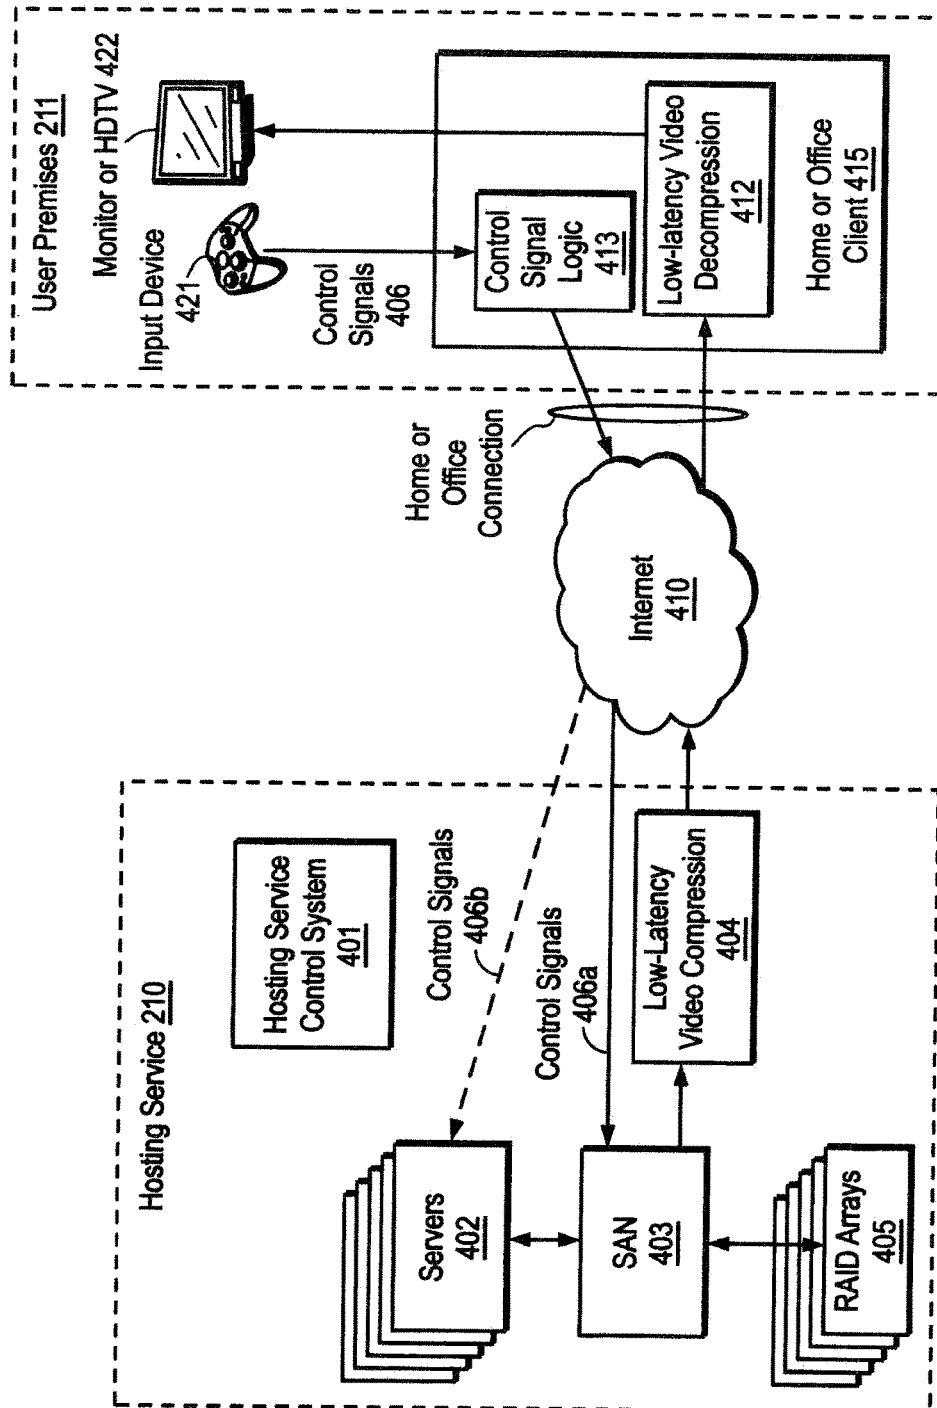 Hosting Service 210
Hosting Service
Control System
401
Servers
402
Control Signals
406b
SAN
403
Control Signals
406a
RAID Arrays
405
Low-Latency
Video Compression
404
Internet
410
Home or
Office
Connection
User Premises 211
Input Device
421
Monitor or HDTV 422
Control
Signals
406
Control
Signal
Logic
413
Low-latency Video
Decompression
412
Home or Office
Client 415